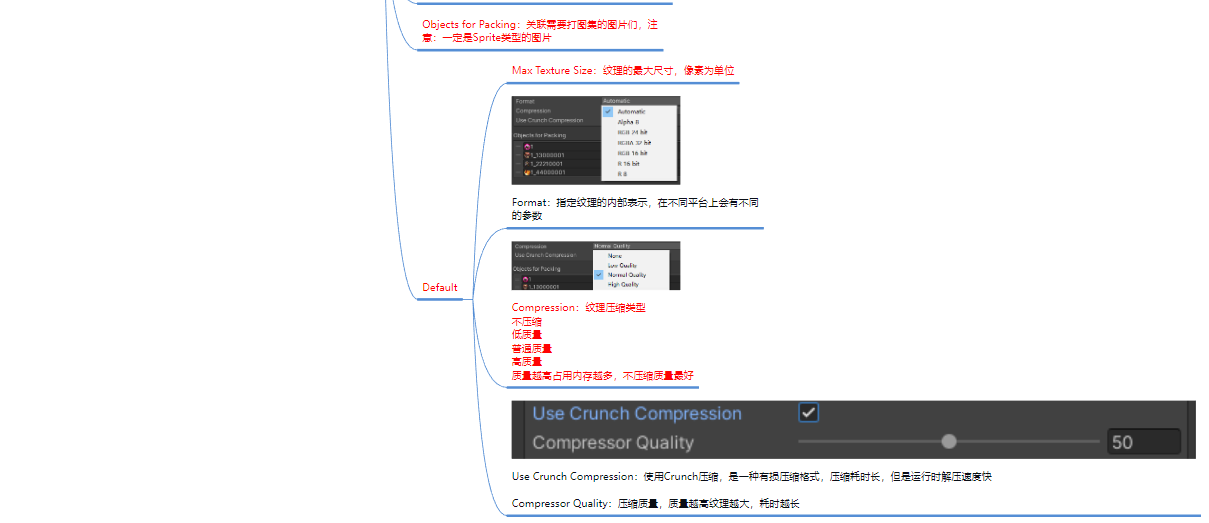 Objects for Packing：关联需要打图集的图片们，注
意：一定是Sprite类型的图片
Max Texture Size：纹理的最大尺寸，像素为单位
Format Automatic
Compression Automatic
Use Crunch Compression Alpha 8
RGB 24 bit
Objects for Packing RGBA 32 bit
1
1_13000001 RGB 16 bit
1_22210001 R 16 bit
1_44000001 R 8
Format：指定纹理的内部表示，在不同平台上会有不同
的参数
Compression Normal Quality
Use Crunch Compression None
Low Quality
Objects for Packing Normal Quality
1
1_13000001 High Quality
Default
Compression：纹理压缩类型
不压缩
低质量
普通质量
高质量
质量越高占用内存越多，不压缩质量最好
Use Crunch Compression
Compressor Quality 50
Use Crunch Compression：使用Crunch压缩，是一种有损压缩格式，压缩耗时长，但是运行时解压速度快
Compressor Quality：压缩质量，质量越高纹理越大，耗时越长